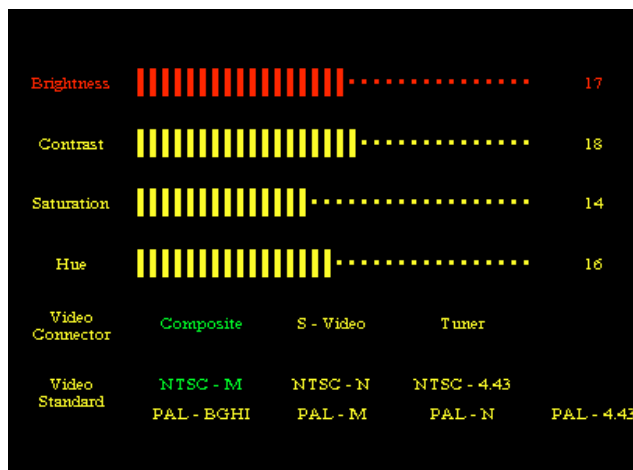 Brightness 17
Contrast 18
Saturation 14
Hue 16
Video Connector Composite S - Video Tuner
Video Standard NTSC - M NTSC - N NTSC - 4.43
PAL - BGHI PAL - M PAL - N PAL - 4.43